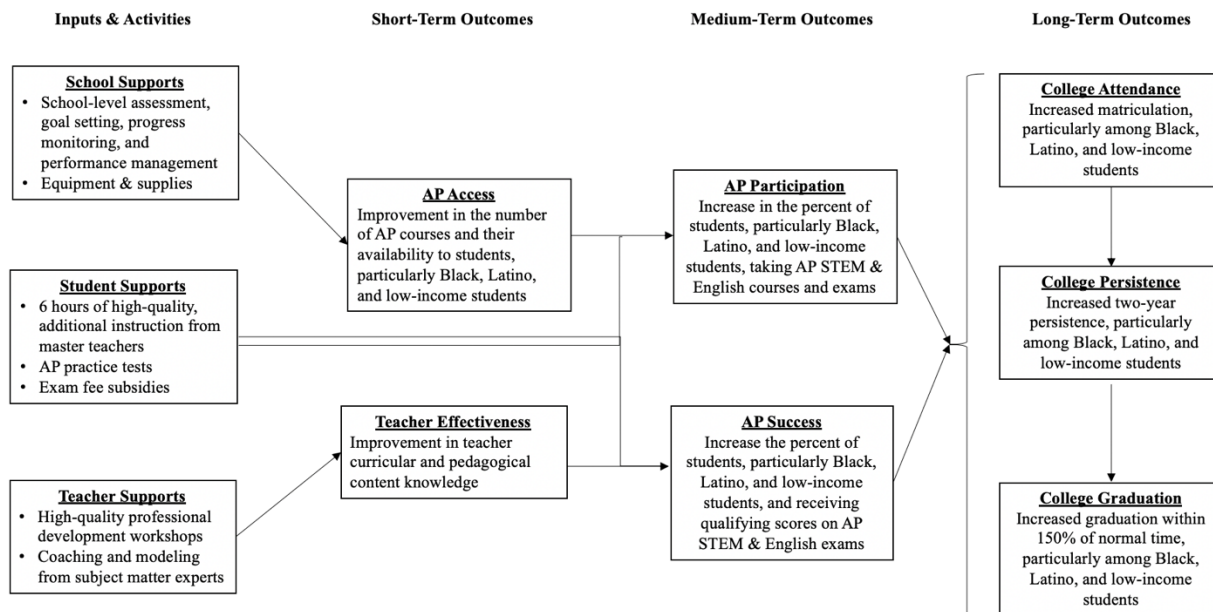 Inputs & Activities
Short-Term Outcomes
Medium-Term Outcomes
Long-Term Outcomes
School Supports
• School-level assessment,
goal setting, progress
monitoring, and
performance management
• Equipment & supplies
Student Supports
• 6 hours of high-quality,
additional instruction from
master teachers
• AP practice tests
• Exam fee subsidies
Teacher Supports
• High-quality professional
development workshops
• Coaching and modeling
from subject matter experts
AP Access
Improvement in the number
of AP courses and their
availability to students,
particularly Black, Latino,
and low-income students
Teacher Effectiveness
Improvement in teacher
curricular and pedagogical
content knowledge
AP Participation
Increase in the percent of
students, particularly Black,
Latino, and low-income
students, taking AP STEM &
English courses and exams
AP Success
Increase the percent of
students, particularly Black,
Latino, and low-income
students, and receiving
qualifying scores on AP
STEM & English exams
College Attendance
Increased matriculation,
particularly among Black,
Latino, and low-income
students
College Persistence
Increased two-year
persistence, particularly
among Black, Latino, and
low-income students
College Graduation
Increased graduation within
150% of normal time,
particularly among Black,
Latino, and low-income
students